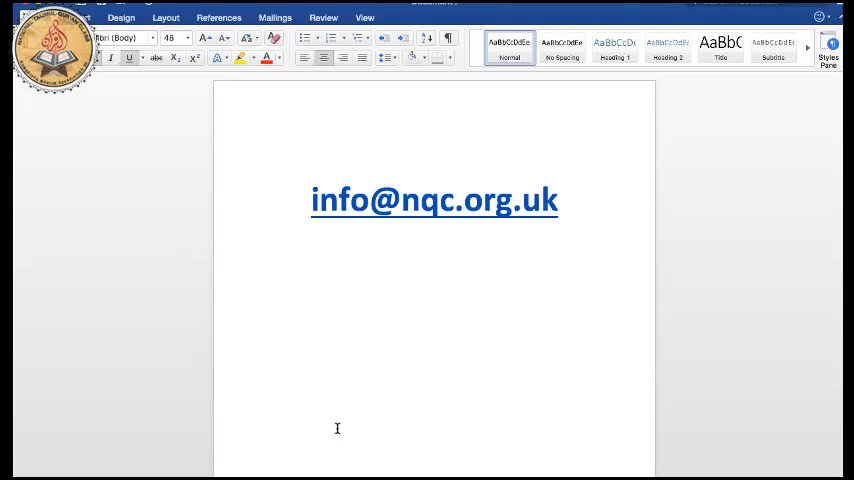 Design Layout References Mailings Review View
(Body) 48
AaBbCcDdEe AaBbCcDdEe AaBbCcDc AaBbCcDdEe AaBbC AaBbCcDdEe
Normal No Spacing Heading 1 Heading 2 Title Subtitle Styles
Pane
info@nqc.org.uk